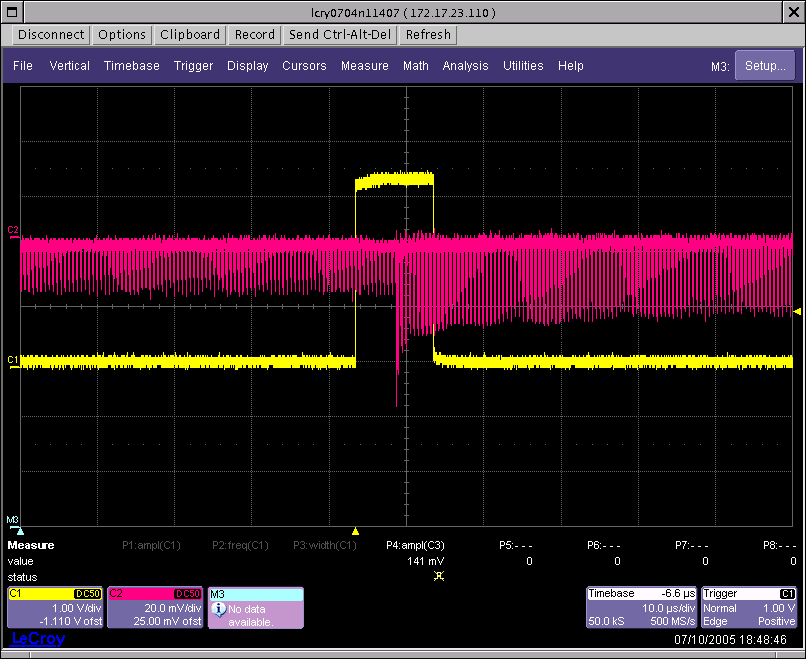 lcry0704n11407 ( 172.17.23.110 )
Disconnect Options Clipboard Record Send Ctrl-Alt-Del Refresh
File Vertical Timebase Trigger Display Cursors Measure Math Analysis Utilities Help M3: Setup...
C2
C1
M3
Measure P1:ampl(C1) P2:freq(C1) P3:width(C1) P4:ampl(C3) P5:- - - P6:- - - P7:- - - P8:- - -
value 141 mV 0 0 0 0
status
C1 DC50 C2 DC50 M3 Timebase -6.6 µs Trigger C1
1.00 V/div 20.0 mV/div No data 10.0 µs/div Normal 1.00 V
-1.110 V ofst 25.00 mV ofst available. 50.0 kS 500 MS/s Edge Positive
LeCroy 07/10/2005 18:48:46